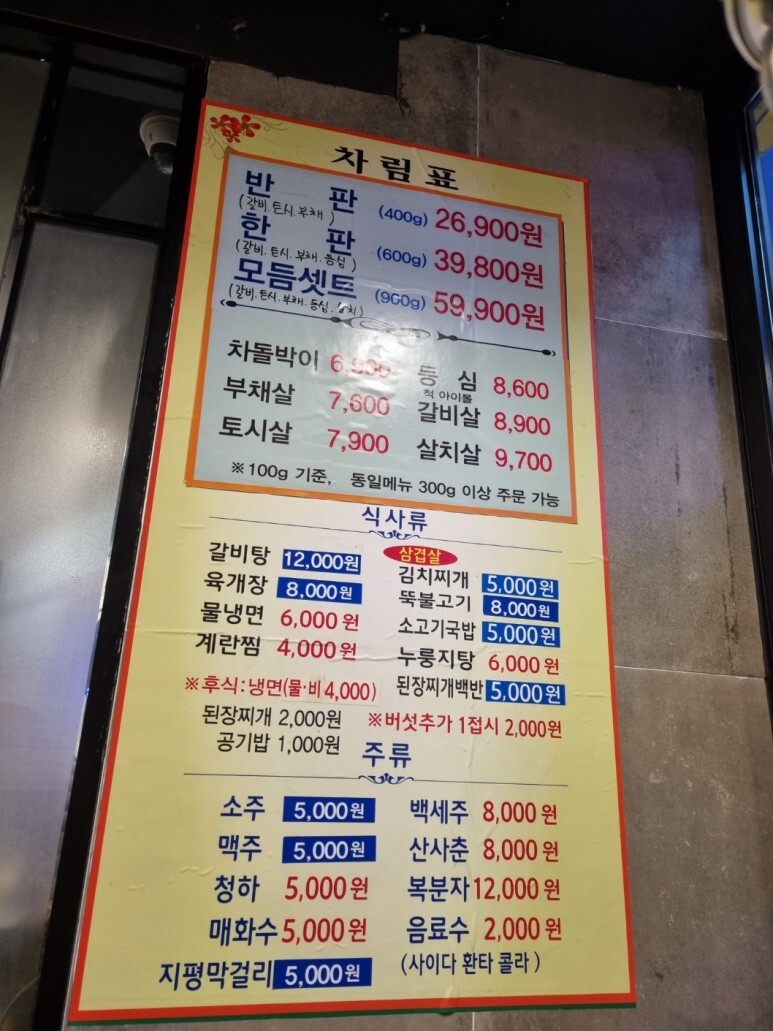 차림표
반 판 (400g) 26,900원
(갈비.토시.부채)
한 판 (600g) 39,800원
(갈비.토시.부채.등심)
모듬셋트 (900g) 59,900원
(갈비.토시.부채.등심.살치)
차돌박이 등 심 8,600
척 아이롤
부채살 7,600 갈비살 8,900
토시살 7,900 살치살 9,700
※100g 기준, 동일메뉴 300g 이상 주문 가능
식사류
갈비탕 12,000원 삼겹살 김치찌개 5,000원
육개장 8,000원 뚝불고기 8,000원
물냉면 6,000원 소고기국밥 5,000원
계란찜 4,000원 누룽지탕 6,000원
※후식:냉면(물·비 4,000) 된장찌개백반 5,000원
된장찌개 2,000원 ※버섯추가 1접시 2,000원
공기밥 1,000원
주류
소주 5,000원 백세주 8,000원
맥주 5,000원 산사춘 8,000원
청하 5,000원 복분자 12,000원
매화수 5,000원 음료수 2,000원
지평막걸리 5,000원 (사이다 환타 콜라)